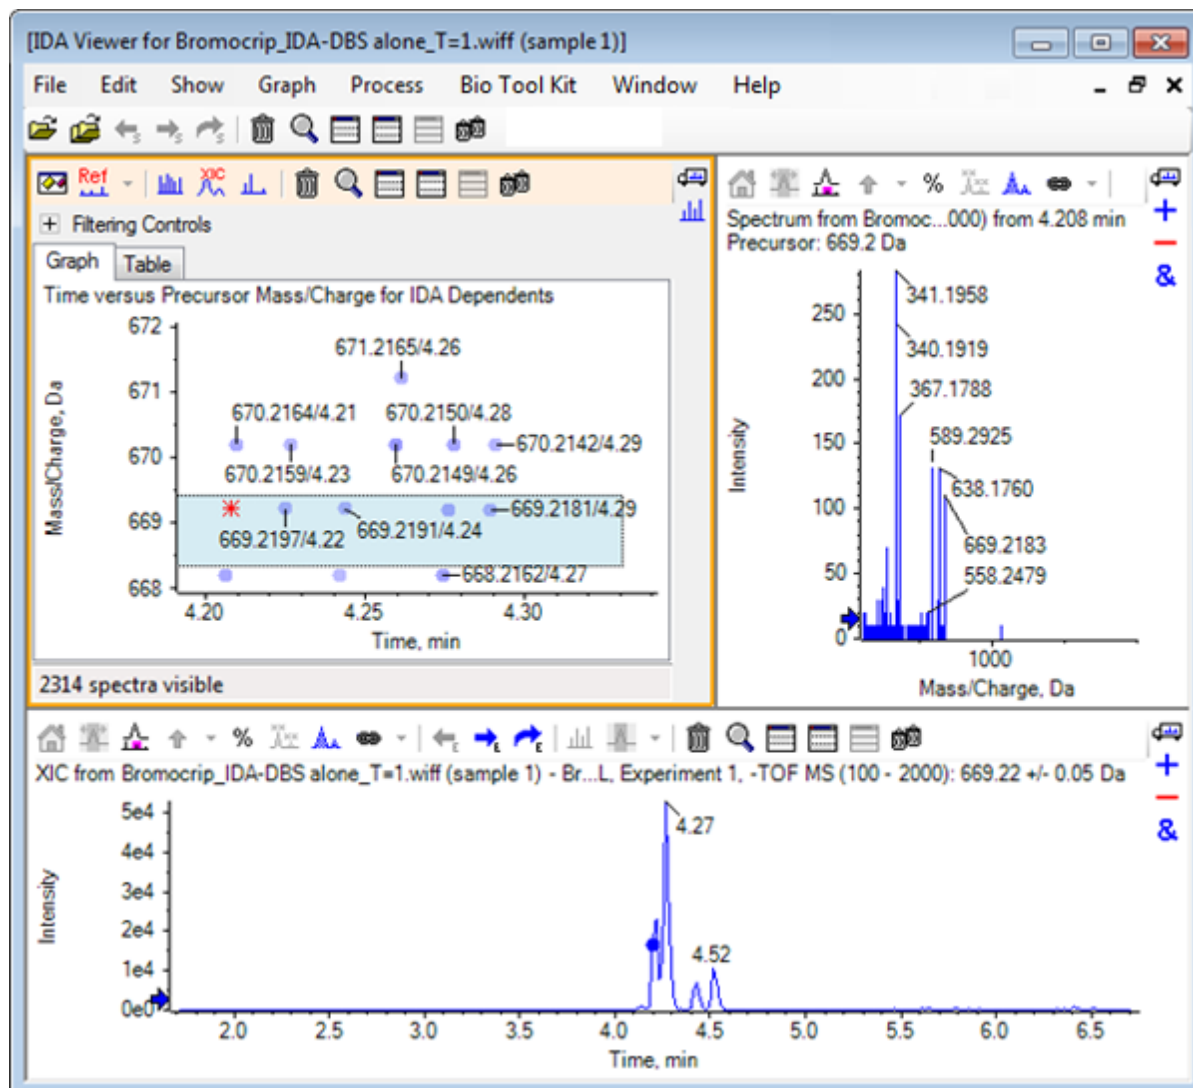 [IDA Viewer for Bromocrip_IDA-DBS alone_T=1.wiff (sample 1)]
File Edit Show Graph Process Bio Tool Kit Window Help
Ref XIC
Filtering Controls
Graph Table
Time versus Precursor Mass/Charge for IDA Dependents
Mass/Charge, Da
672
671
670
669
668
671.2165/4.26
670.2164/4.21
670.2150/4.28
670.2142/4.29
670.2159/4.23
670.2149/4.26
669.2181/4.29
669.2197/4.22
669.2191/4.24
668.2162/4.27
4.20 4.25 4.30
Time, min
2314 spectra visible
%
Spectrum from Bromoc...000) from 4.208 min
Precursor: 669.2 Da
&
Intensity
250
200
150
100
50
0
341.1958
340.1919
367.1788
589.2925
638.1760
669.2183
558.2479
1000
Mass/Charge, Da
%
XIC from Bromocrip_IDA-DBS alone_T=1.wiff (sample 1) - Br...L, Experiment 1, -TOF MS (100 - 2000): 669.22 +/- 0.05 Da
&
Intensity
5e4
4e4
3e4
2e4
1e4
0e0
4.27
4.52
2.0 2.5 3.0 3.5 4.0 4.5 5.0 5.5 6.0 6.5
Time, min